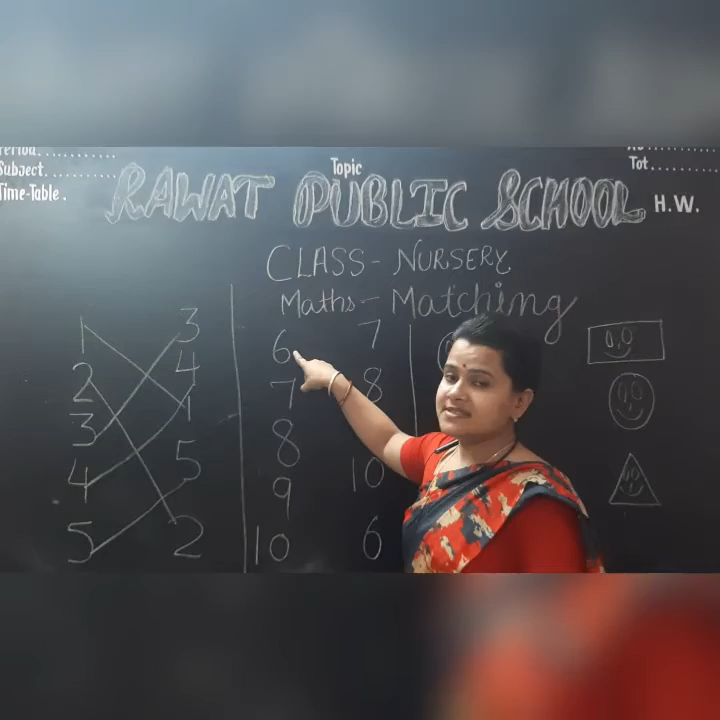 Period..............
Subject..............
Time-Table.
Topic
Tot..........
H.W.
RAWAT PUBLIC SCHOOL
CLASS - NURSERY
Maths - Matching
1 3
2 4
3 1
4 5
5 2
6 7
7 8
8
9 10
10 6